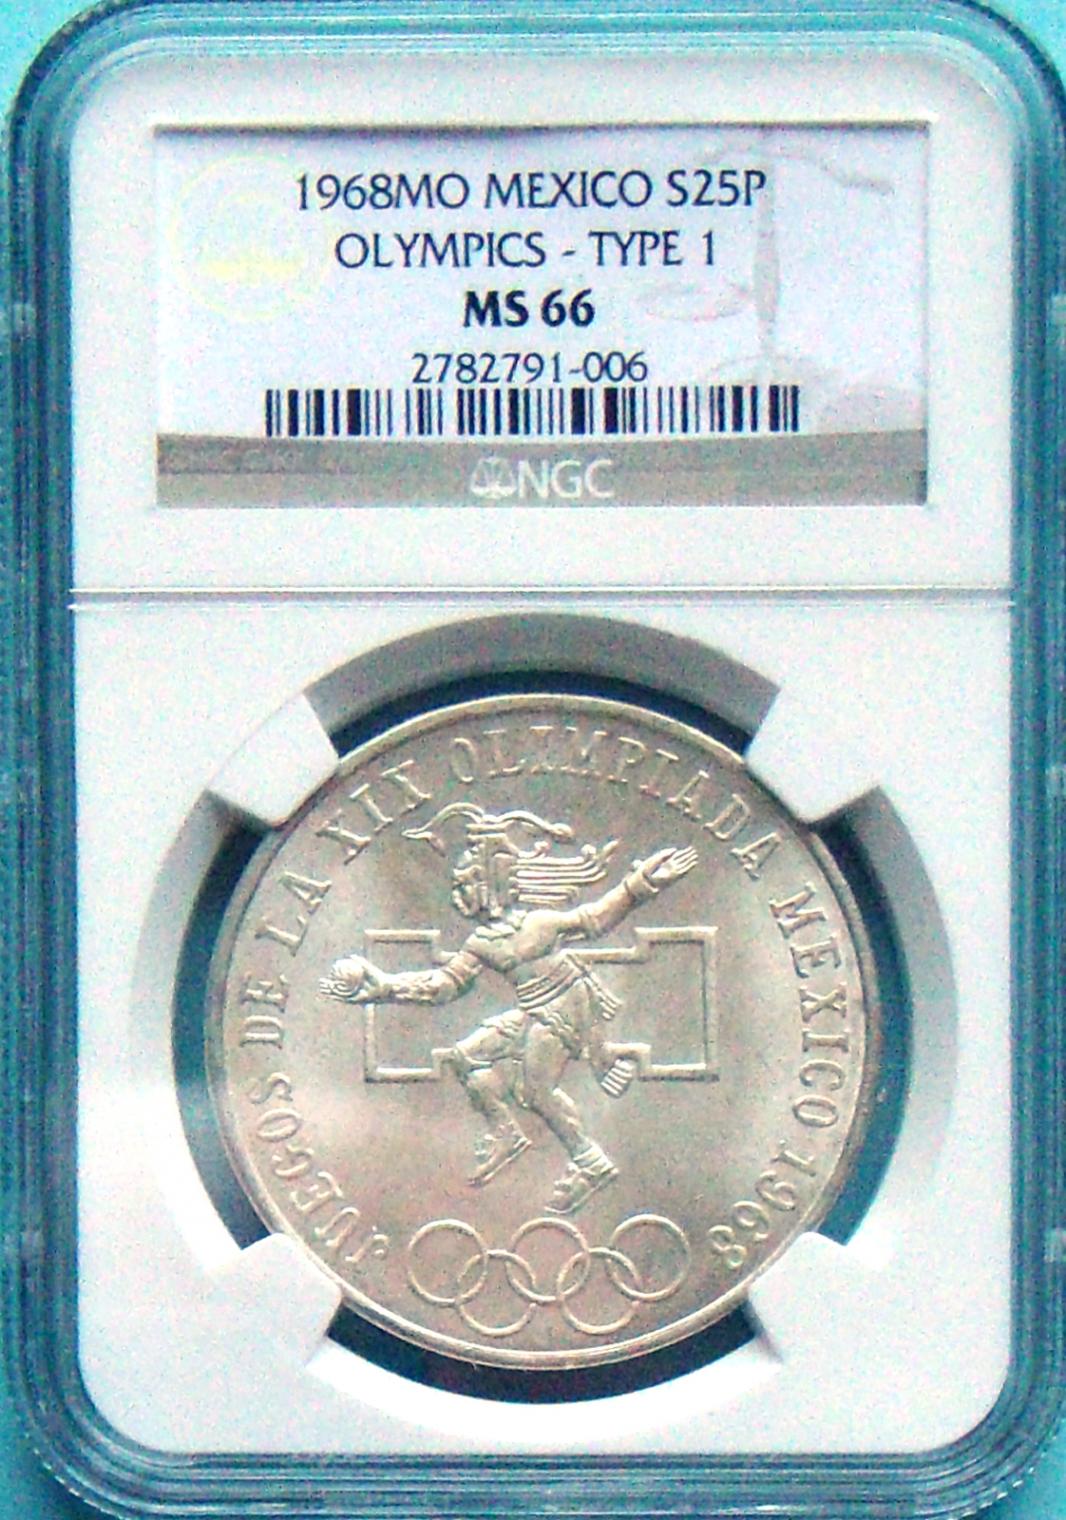 1968MO MEXICO S25P
OLYMPICS - TYPE 1
MS 66
2782791-006
NGC
JUEGOS DE LA XIX OLIMPIADA MEXICO 1968